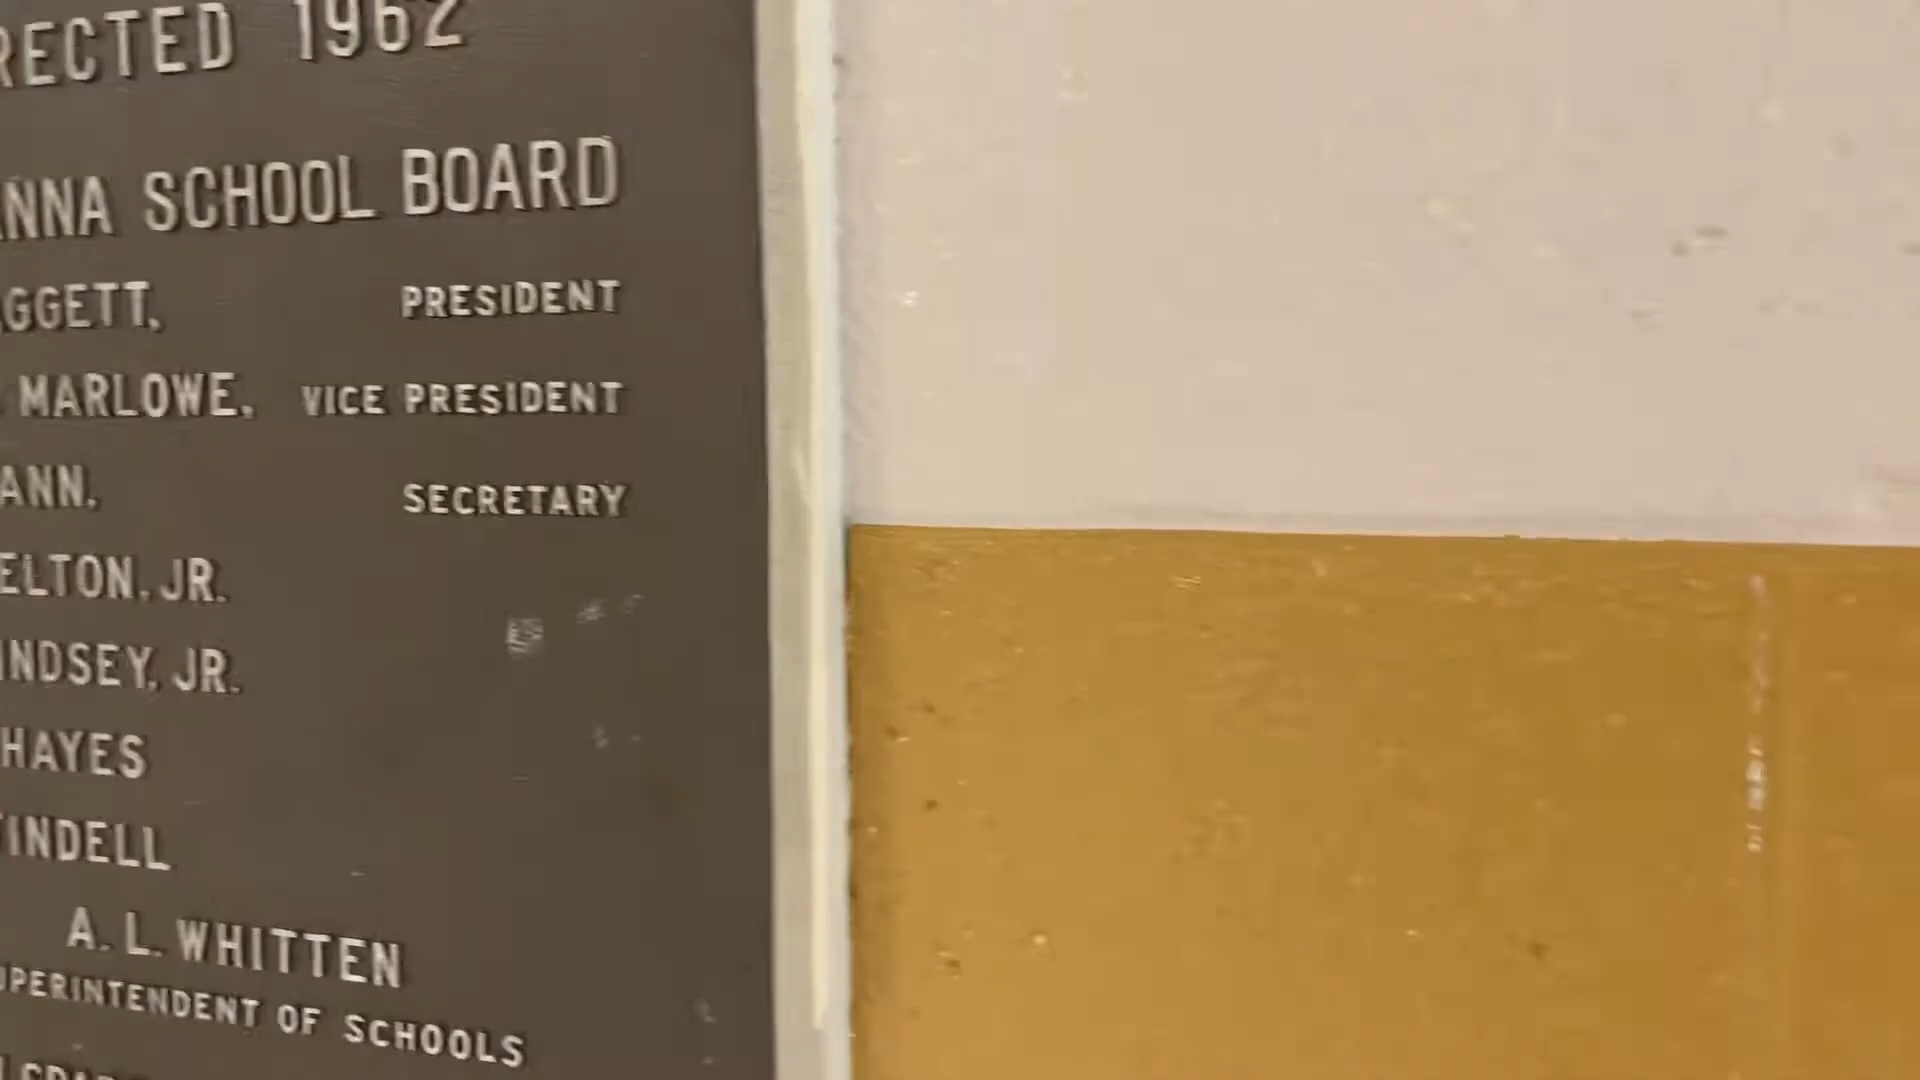 RECTED 1962
NNA SCHOOL BOARD
GGETT, PRESIDENT
MARLOWE, VICE PRESIDENT
ANN, SECRETARY
ELTON, JR.
INDSEY, JR.
HAYES
INDELL
A. L. WHITTEN
UPERINTENDENT OF SCHOOLS